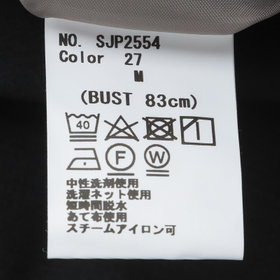 NO. SJP2554
Color 27
M
(BUST 83cm)
40
F W
中性洗剤使用
洗濯ネット使用
短時間脱水
あて布使用
スチームアイロン可